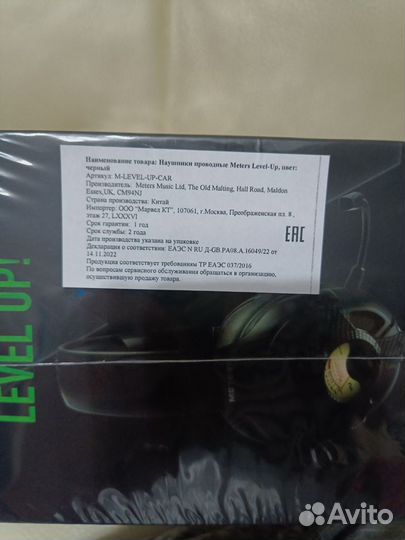 Наименование товара: Наушники проводные Meters Level-Up, цвет:
черный
Артикул: M-LEVEL-UP-CAR
Производитель: Meters Music Ltd, The Old Malting, Hall Road, Maldon
Essex,UK, CM94NJ
Страна производства: Китай
Импортер: ООО "Марвел КТ", 107061, г.Москва, Преображенская пл. 8 ,
этаж 27, LXXXVI
Срок гарантии: 1 год
Срок службы: 2 года
Дата производства указана на упаковке
Декларация о соответствии: ЕАЭС N RU Д-GB.РА08.А.16049/22 от
14.11.2022
Продукция соответствует требованиям ТР ЕАЭС 037/2016
По вопросам сервисного обслуживания обращаться в организацию,
осуществившую продажу товара.
EAC
LEVEL UP!
Avito